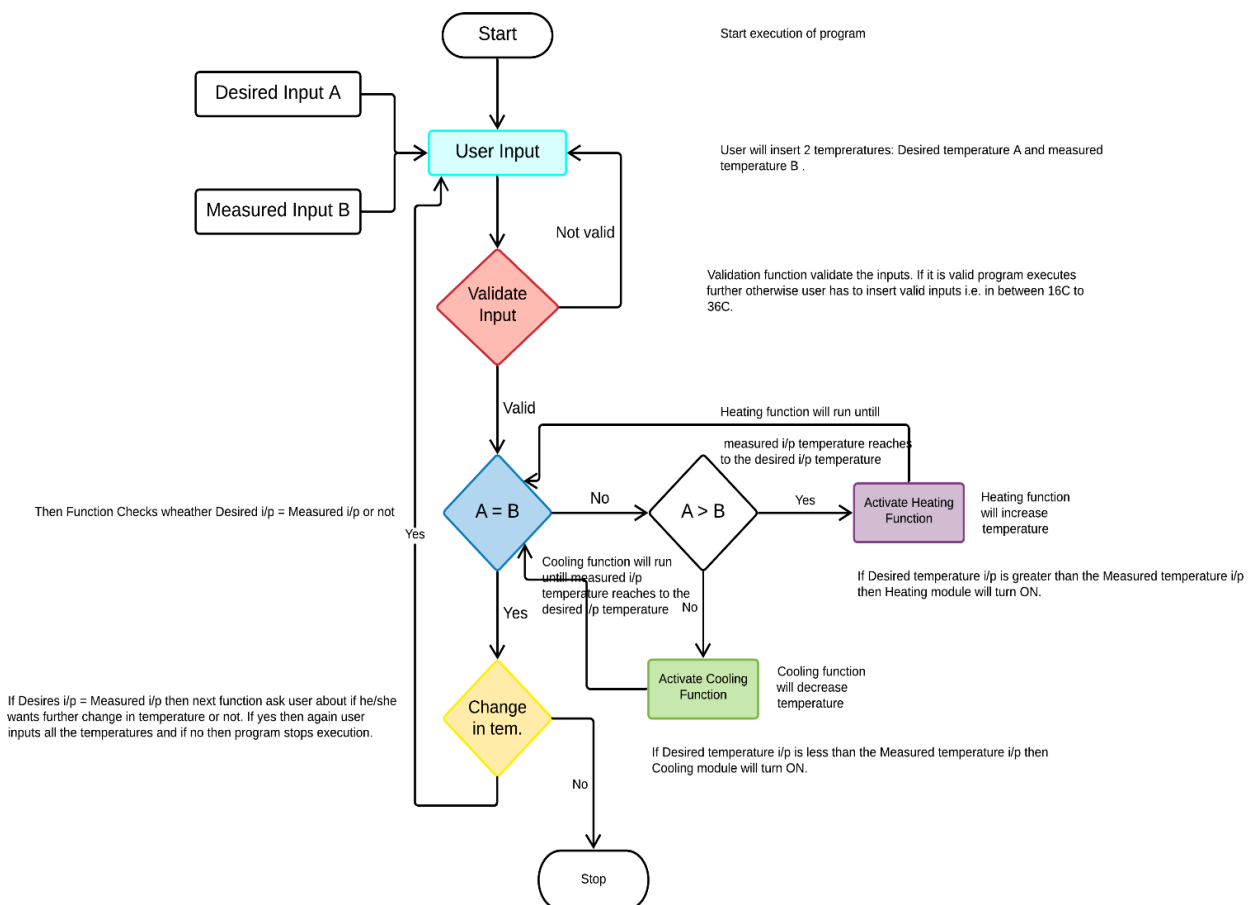 Start
Start execution of program
Desired Input A
User Input
User will insert 2 tempreratures: Desired temperature A and measured
temperature B .
Measured Input B
Not valid
Validate
Input
Validation function validate the inputs. If it is valid program executes
further otherwise user has to insert valid inputs i.e. in between 16C to
36C.
Valid
Heating function will run untill
measured i/p temperature reaches
to the desired i/p temperature
Then Function Checks wheather Desired i/p = Measured i/p or not
Yes
A = B
No
A > B
Yes
Activate Heating
Function
Heating function
will increase
temperature
If Desired temperature i/p is greater than the Measured temperature i/p
then Heating module will turn ON.
Cooling function will run
untill measured i/p
temperature reaches to the
desired i/p temperature
No
Yes
Activate Cooling
Function
Cooling function
will decrease
temperature
If Desires i/p = Measured i/p then next function ask user about if he/she
wants further change in temperature or not. If yes then again user
inputs all the temperatures and if no then program stops execution.
Change
in tem.
If Desired temperature i/p is less than the Measured temperature i/p then
Cooling module will turn ON.
No
Stop